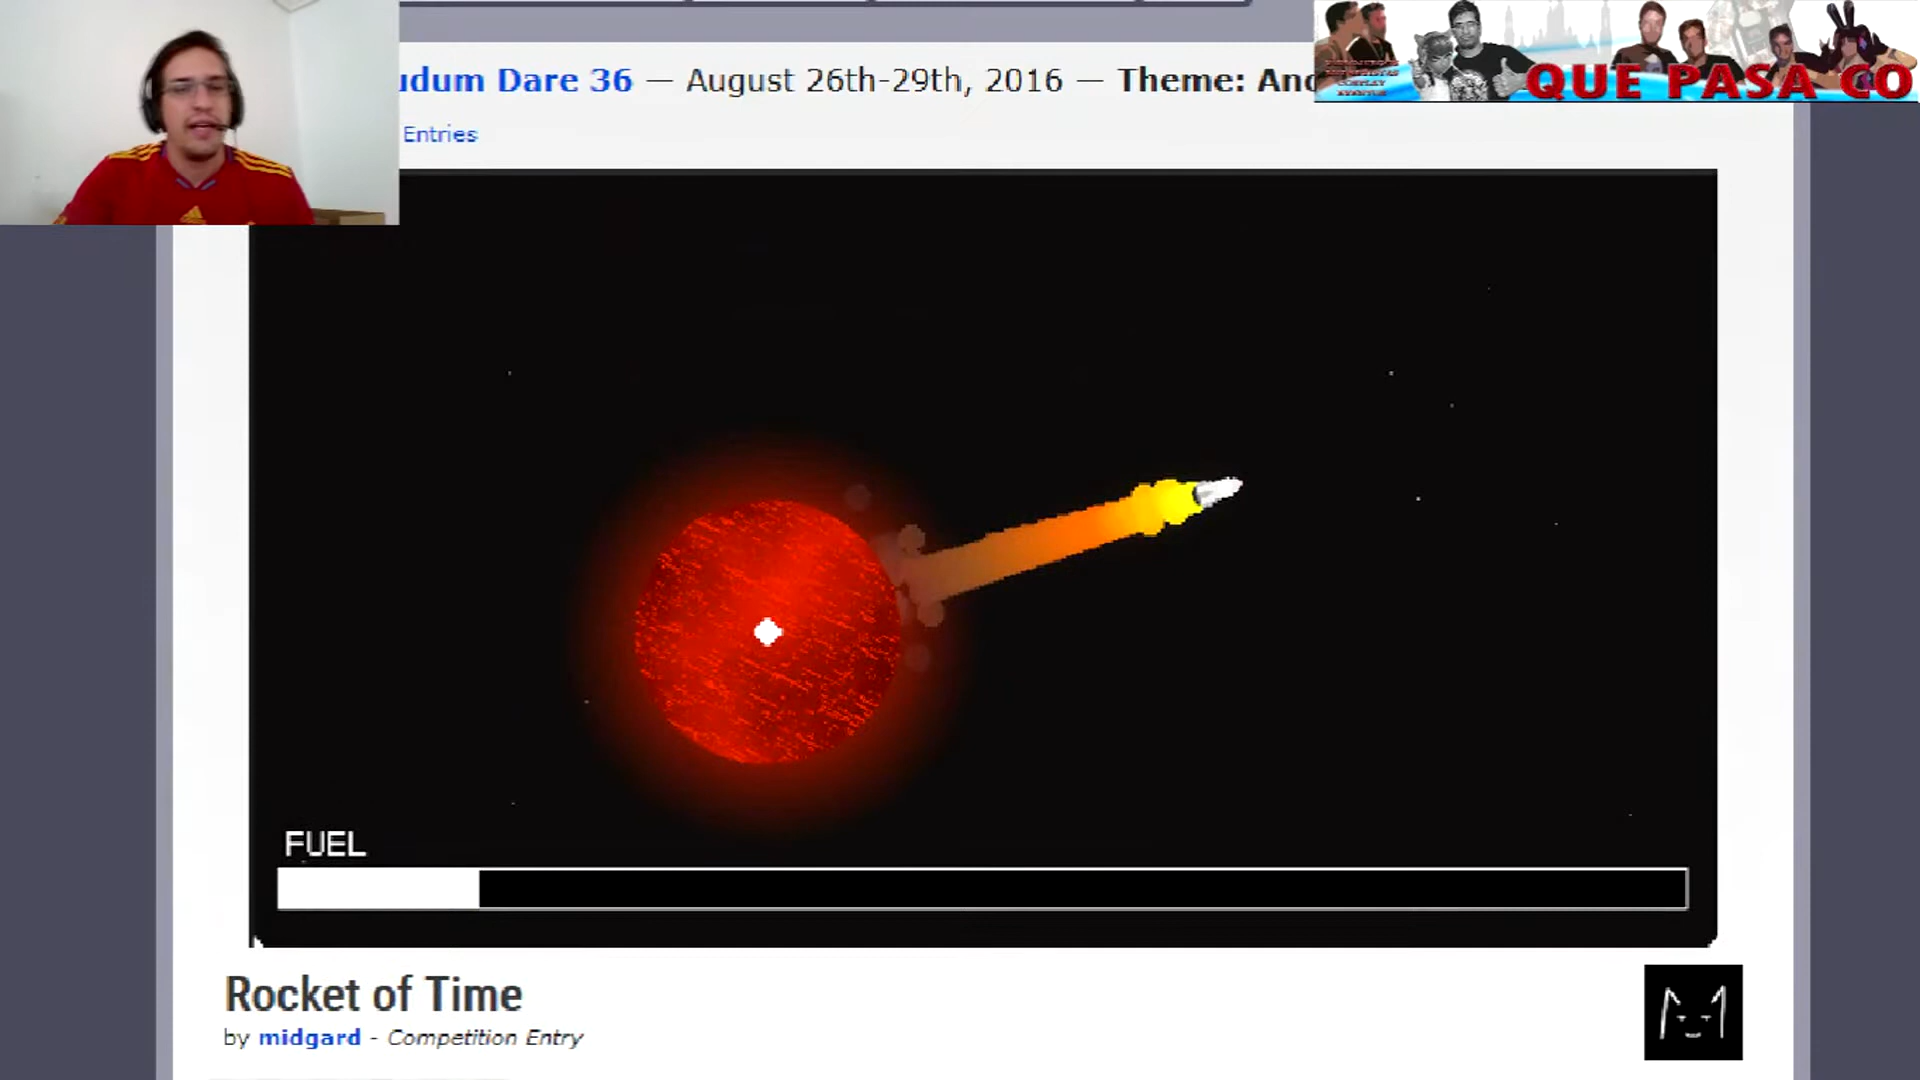 udum Dare 36 — August 26th-29th, 2016 — Theme: Anc
QUE PASA CO
Entries
FUEL
Rocket of Time
by midgard - Competition Entry